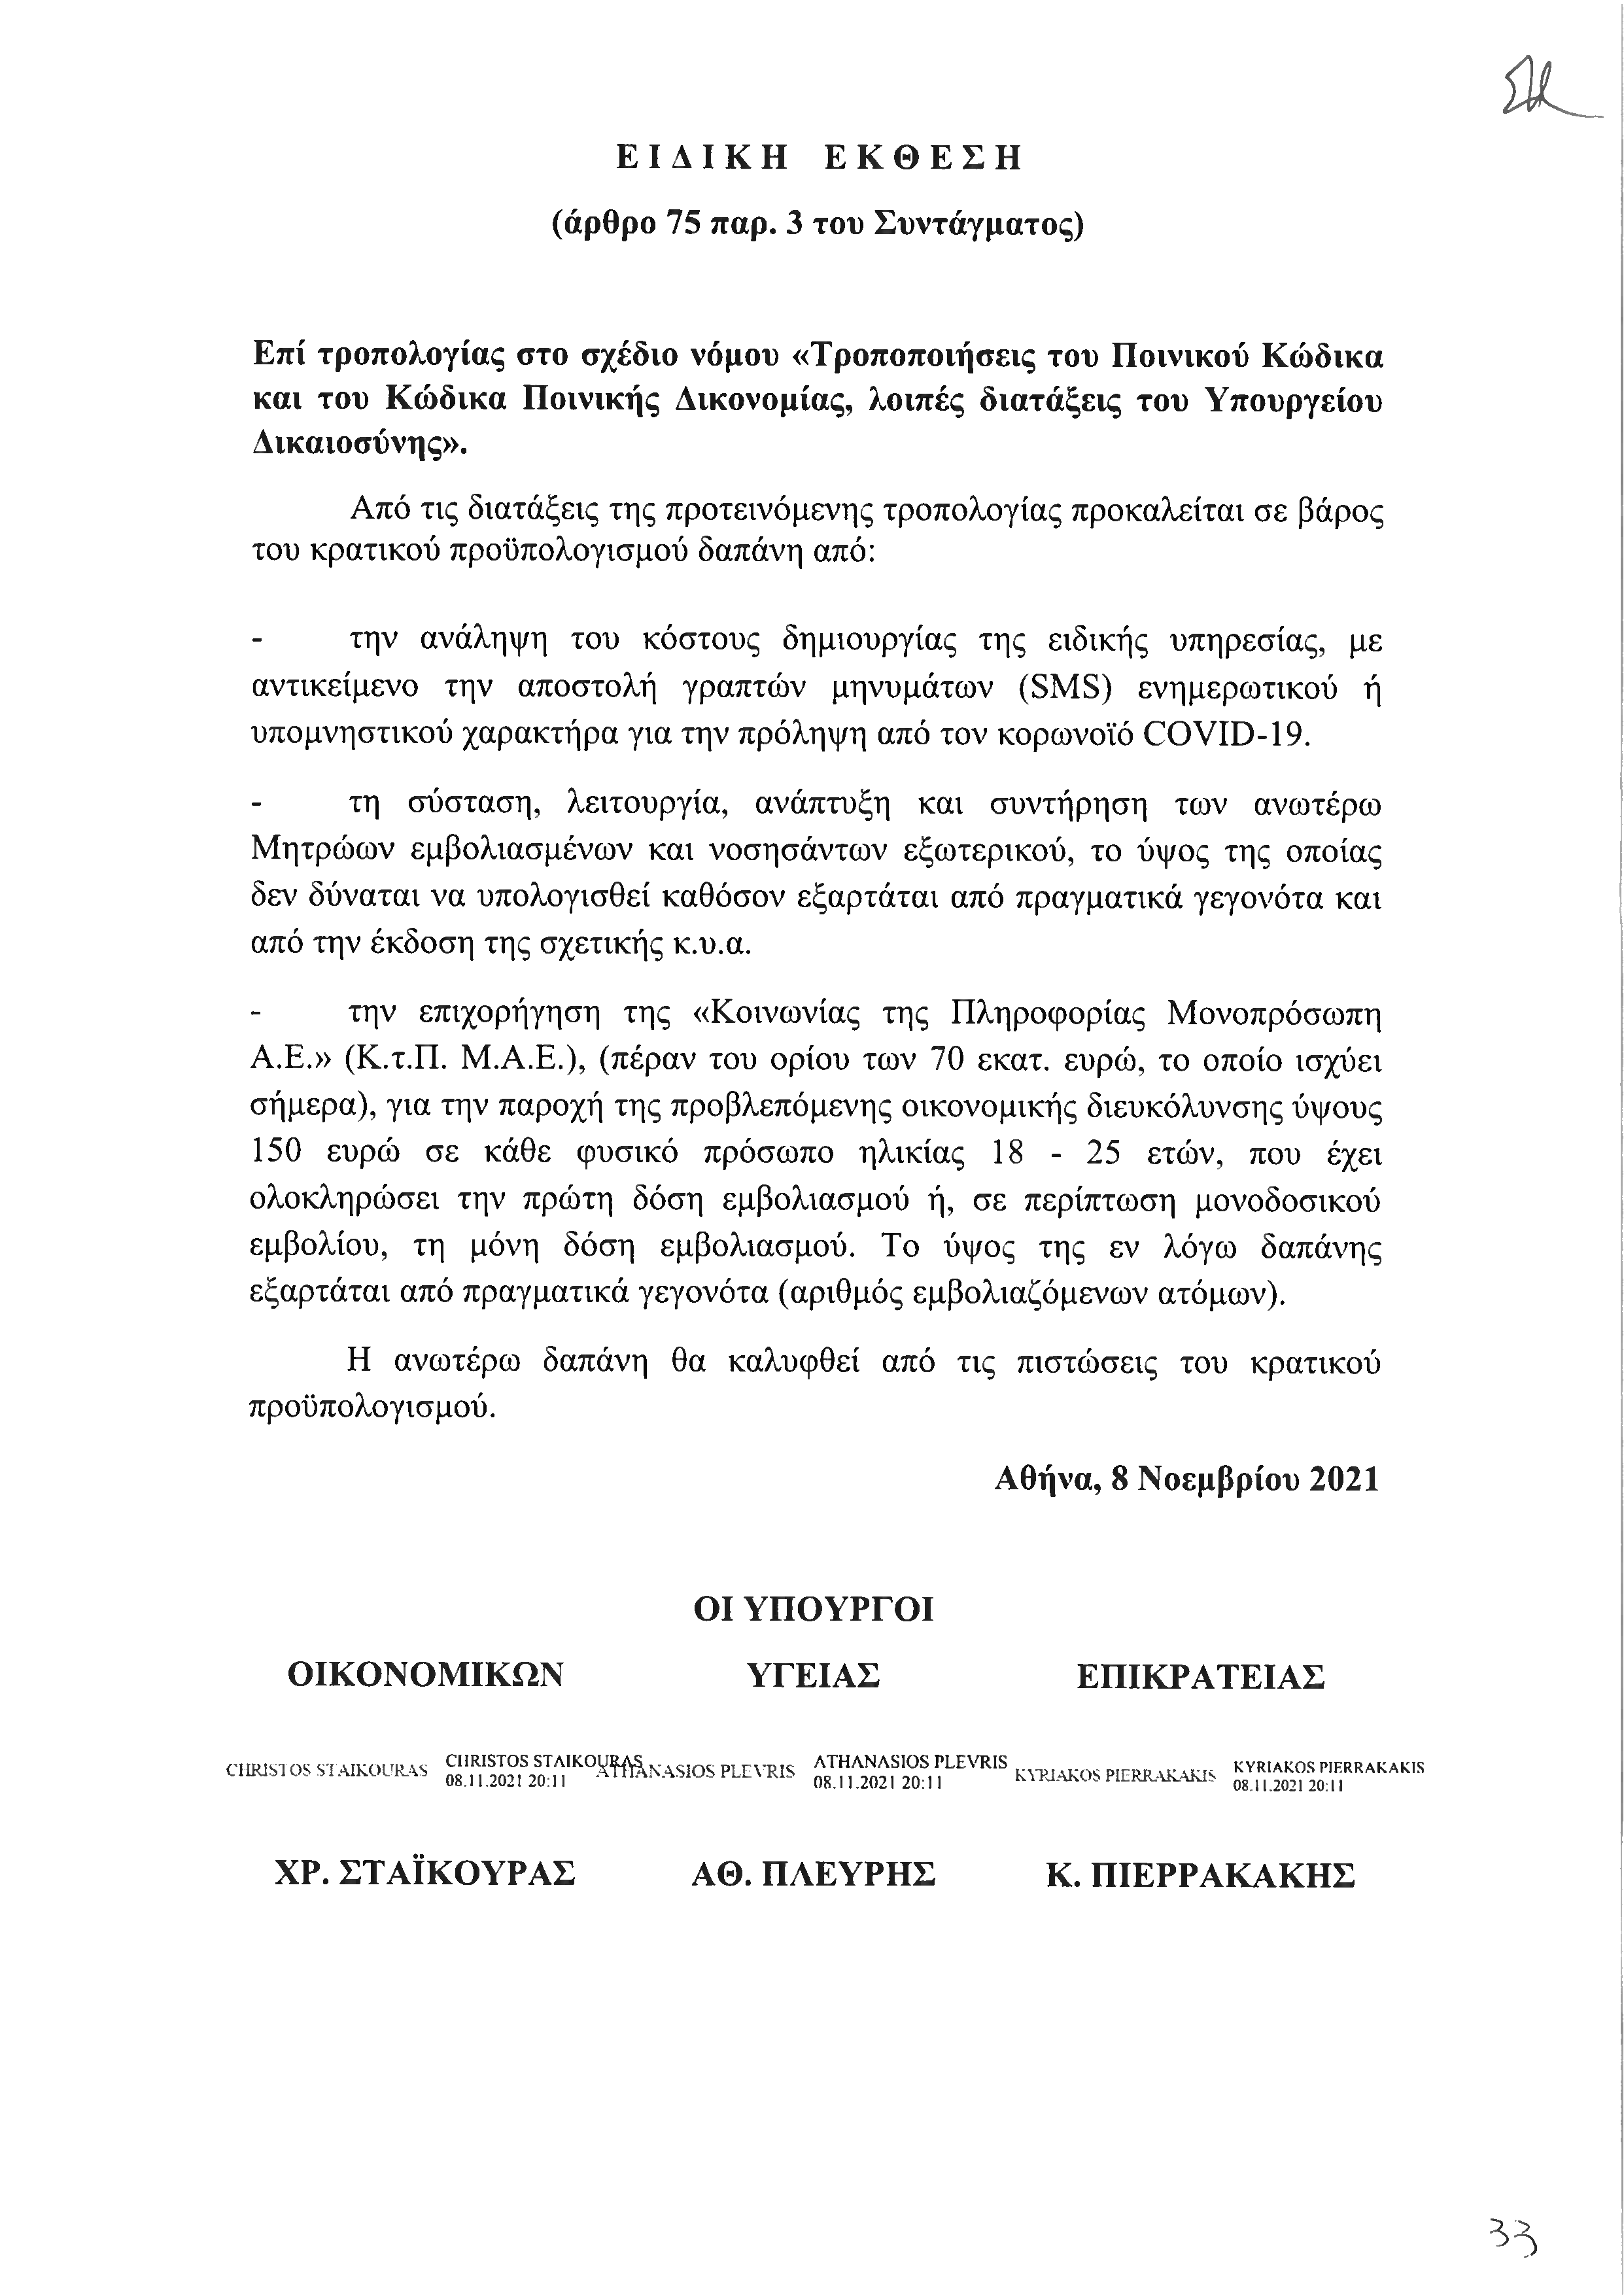 ΕΙΔΙΚΗ ΕΚΘΕΣΗ
(άρθρο 75 παρ. 3 του Συντάγματος)
Επί τροπολογίας στο σχέδιο νόμου «Τροποποιήσεις του Ποινικού Κώδικα
και του Κώδικα Ποινικής Δικονομίας, λοιπές διατάξεις του Υπουργείου
Δικαιοσύνης».
Από τις διατάξεις της προτεινόμενης τροπολογίας προκαλείται σε βάρος
του κρατικού προϋπολογισμού δαπάνη από:
- την ανάληψη του κόστους δημιουργίας της ειδικής υπηρεσίας, με
αντικείμενο την αποστολή γραπτών μηνυμάτων (SMS) ενημερωτικού ή
υπομνηστικού χαρακτήρα για την πρόληψη από τον κορωνοϊό COVID-19.
- τη σύσταση, λειτουργία, ανάπτυξη και συντήρηση των ανωτέρω
Μητρώων εμβολιασμένων και νοσησάντων εξωτερικού, το ύψος της οποίας
δεν δύναται να υπολογισθεί καθόσον εξαρτάται από πραγματικά γεγονότα και
από την έκδοση της σχετικής κ.υ.α.
- την επιχορήγηση της «Κοινωνίας της Πληροφορίας Μονοπρόσωπη
Α.Ε.» (Κ.τ.Π. Μ.Α.Ε.), (πέραν του ορίου των 70 εκατ. ευρώ, το οποίο ισχύει
σήμερα), για την παροχή της προβλεπόμενης οικονομικής διευκόλυνσης ύψους
150 ευρώ σε κάθε φυσικό πρόσωπο ηλικίας 18 - 25 ετών, που έχει
ολοκληρώσει την πρώτη δόση εμβολιασμού ή, σε περίπτωση μονοδοσικού
εμβολίου, τη μόνη δόση εμβολιασμού. Το ύψος της εν λόγω δαπάνης
εξαρτάται από πραγματικά γεγονότα (αριθμός εμβολιαζόμενων ατόμων).
Η ανωτέρω δαπάνη θα καλυφθεί από τις πιστώσεις του κρατικού
προϋπολογισμού.
Αθήνα, 8 Νοεμβρίου 2021
ΟΙ ΥΠΟΥΡΓΟΙ
ΟΙΚΟΝΟΜΙΚΩΝ ΥΓΕΙΑΣ ΕΠΙΚΡΑΤΕΙΑΣ
CHRISTOS STAIKOURAS CHRISTOS STAIKOURAS ATHANASIOS PLEVRIS ATHANASIOS PLEVRIS KYRIAKOS PIERRAKAKIS KYRIAKOS PIERRAKAKIS
08.11.2021 20:11 08.11.2021 20:11 08.11.2021 20:11
ΧΡ. ΣΤΑΪΚΟΥΡΑΣ ΑΘ. ΠΛΕΥΡΗΣ Κ. ΠΙΕΡΡΑΚΑΚΗΣ
33